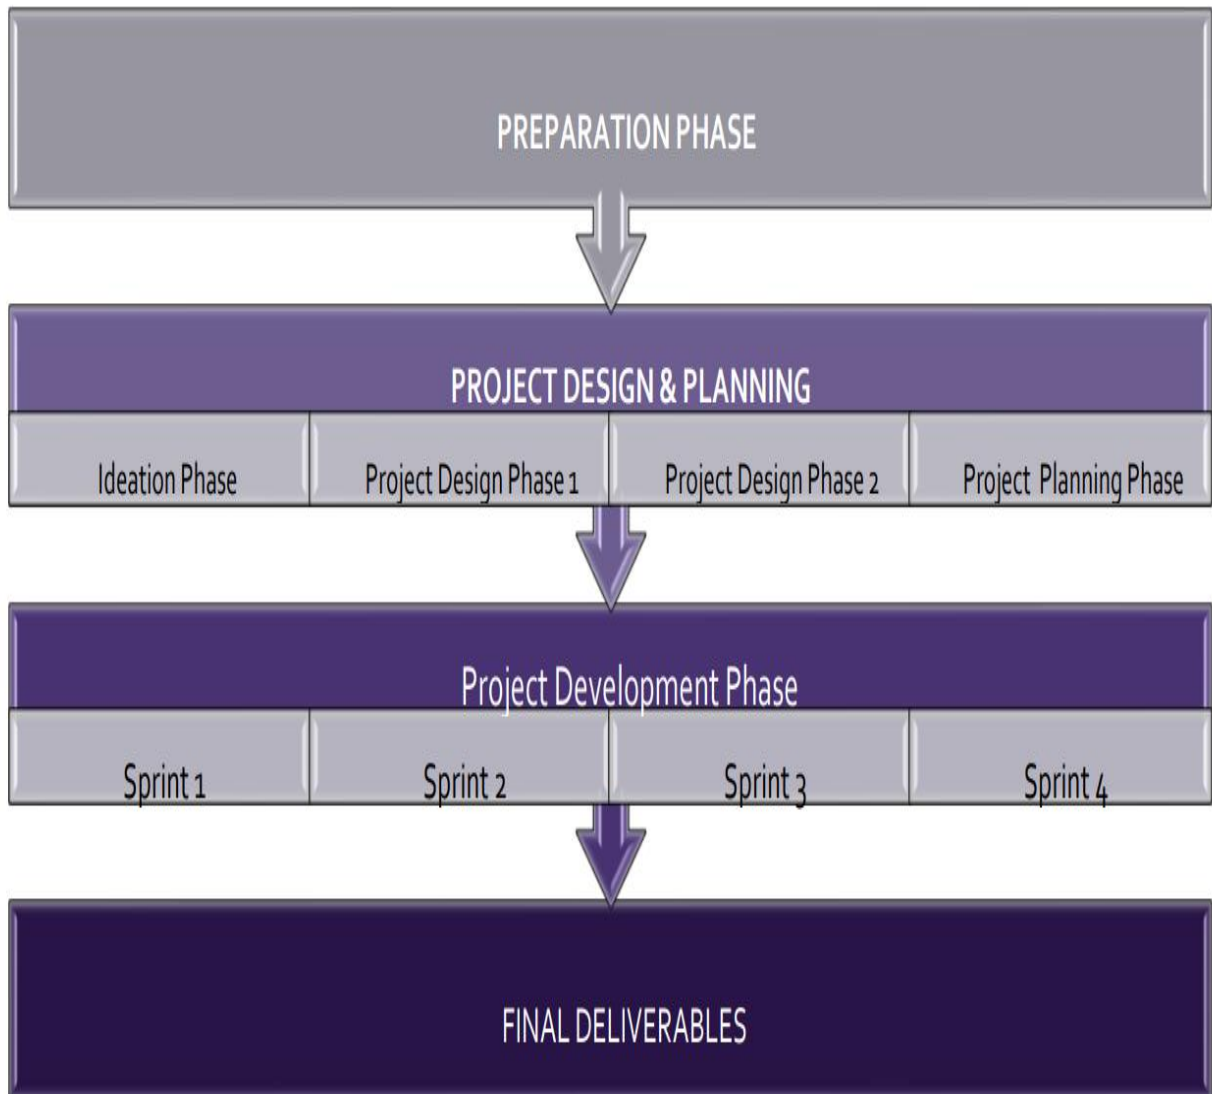 PREPARATION PHASE
PROJECT DESIGN & PLANNING
Ideation Phase
Project Design Phase 1
Project Design Phase 2
Project Planning Phase
Project Development Phase
Sprint 1
Sprint 2
Sprint 3
Sprint 4
FINAL DELIVERABLES